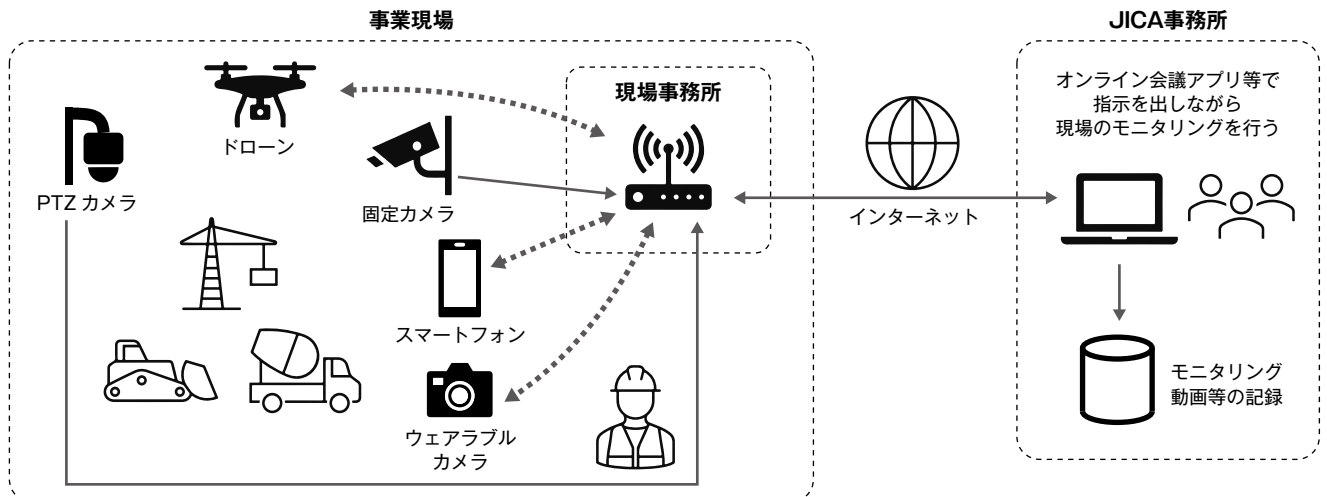 事業現場
JICA事務所
現場事務所
オンライン会議アプリ等で
指示を出しながら
現場のモニタリングを行う
ドローン
PTZ カメラ
固定カメラ
インターネット
スマートフォン
ウェアラブル
カメラ
モニタリング
動画等の記録